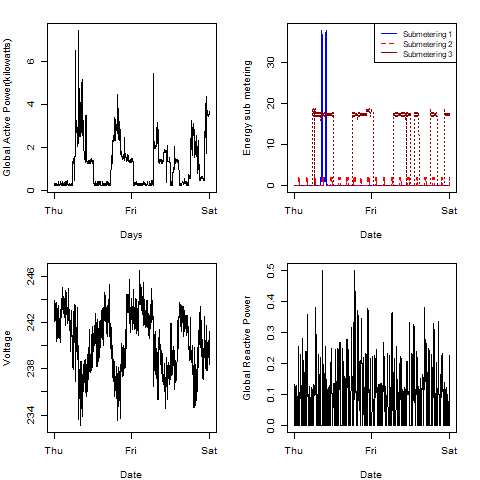 Global Active Power(kilowatts)
6
4
2
0
Thu Fri Sat
Days
Energy sub metering
30
20
10
0
Submetering 1
Submetering 2
Submetering 3
Thu Fri Sat
Date
Voltage
246
242
238
234
Thu Fri Sat
Date
Global Reactive Power
0.5
0.4
0.3
0.2
0.1
0.0
Thu Fri Sat
Date